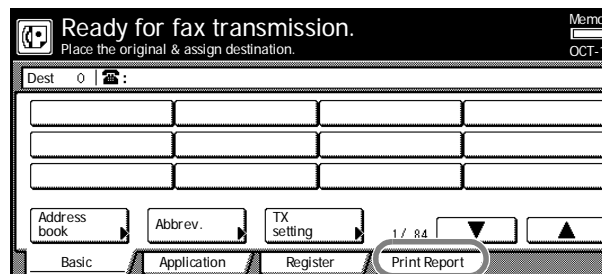 Ready for fax transmission.
Place the original & assign destination.
Memo
OCT-
Dest 0 ☎:
Address
book
Abbrev.
TX
setting
1/ 84
Basic
Application
Register
Print Report